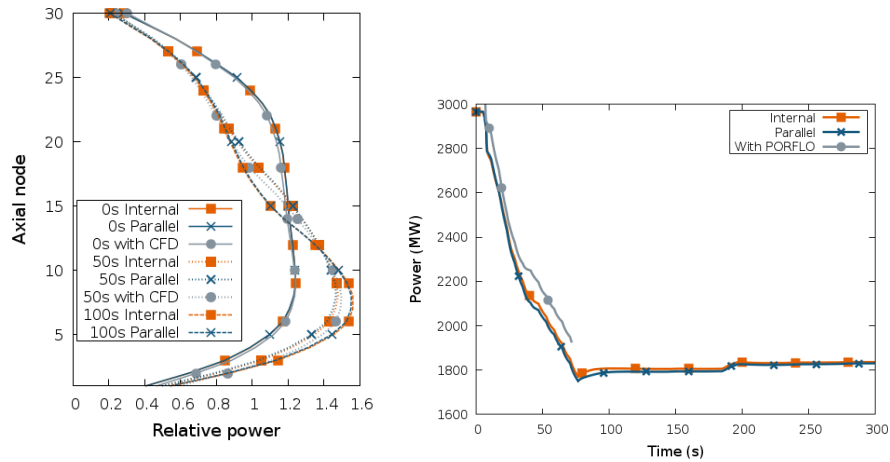 30
25
20
15
10
5
Axial node
0s Internal
0s Parallel
0s with CFD
50s Internal
50s Parallel
50s with CFD
100s Internal
100s Parallel
0 0.2 0.4 0.6 0.8 1 1.2 1.4 1.6
Relative power
3000
2800
2600
2400
2200
2000
1800
1600
Power (MW)
Internal
Parallel
With PORFLO
0 50 100 150 200 250 300
Time (s)